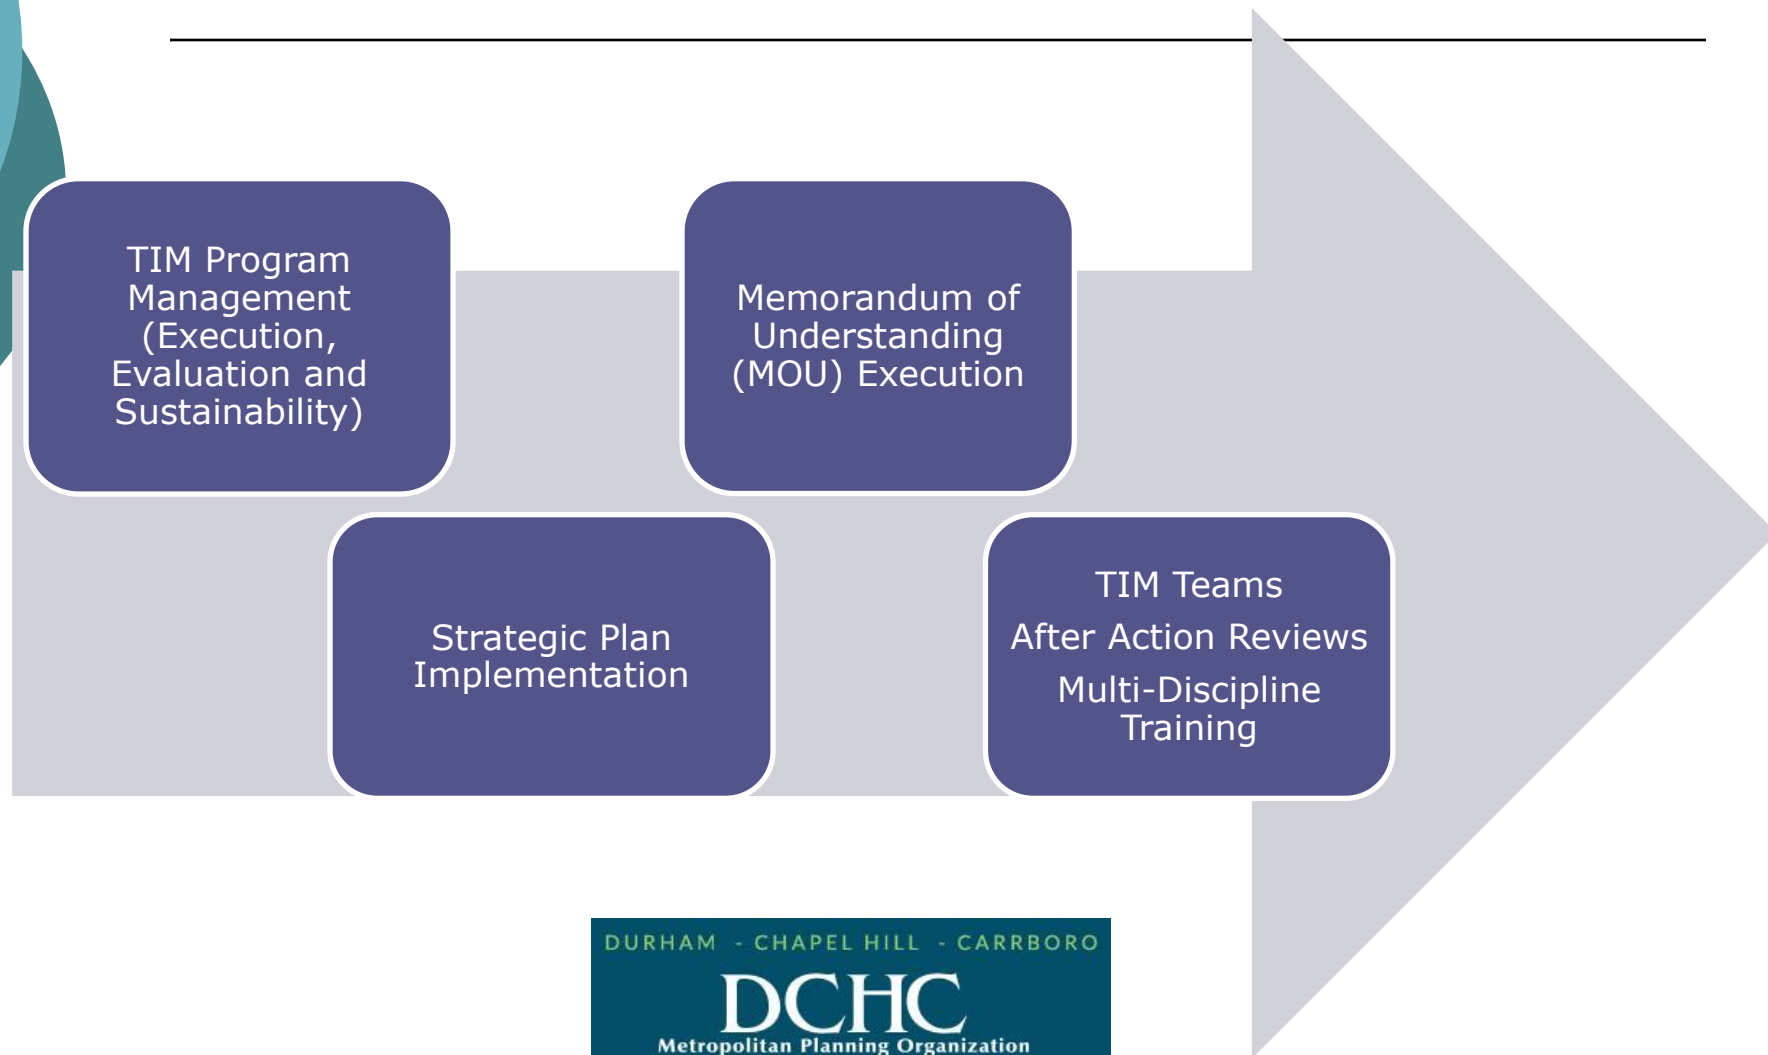 TIM Program
Management
(Execution,
Evaluation and
Sustainability)
Strategic Plan
Implementation
Memorandum of
Understanding
(MOU) Execution
TIM Teams
After Action Reviews
Multi-Discipline
Training
DURHAM - CHAPEL HILL - CARRBORO
DCHC
Metropolitan Planning Organization